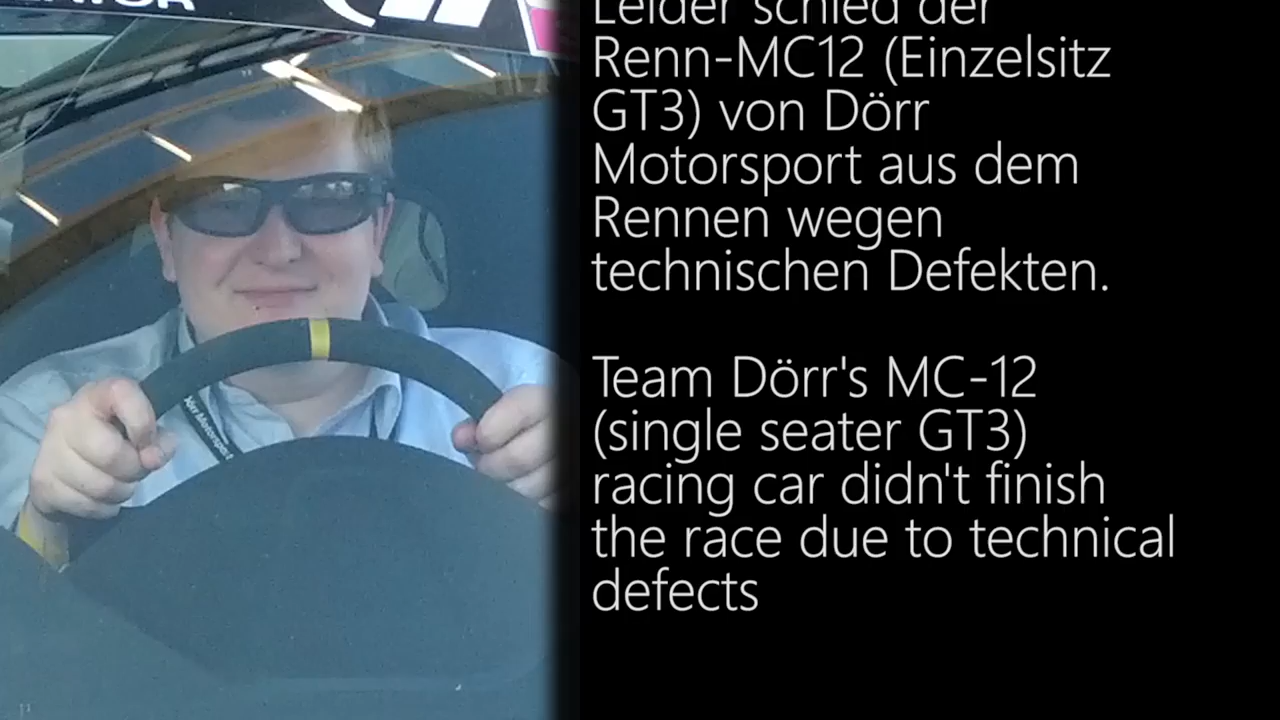 Leider schied der
Renn-MC12 (Einzelsitz
GT3) von Dörr
Motorsport aus dem
Rennen wegen
technischen Defekten.
Team Dörr's MC-12
(single seater GT3)
racing car didn't finish
the race due to technical
defects